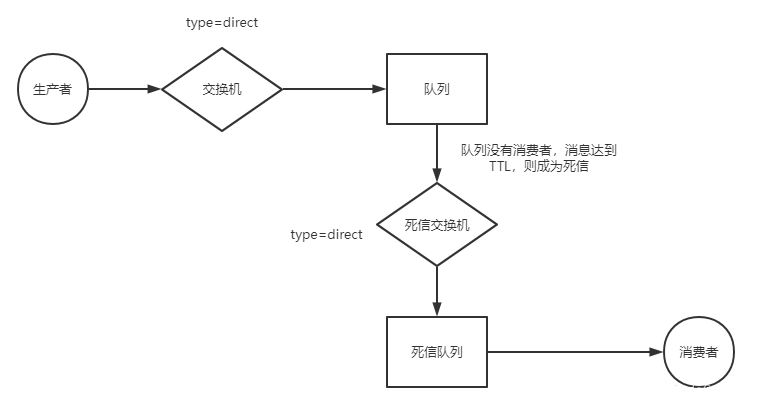 type=direct
生产者
交换机
队列
队列没有消费者，消息达到
TTL，则成为死信
死信交换机
type=direct
死信队列
消费者